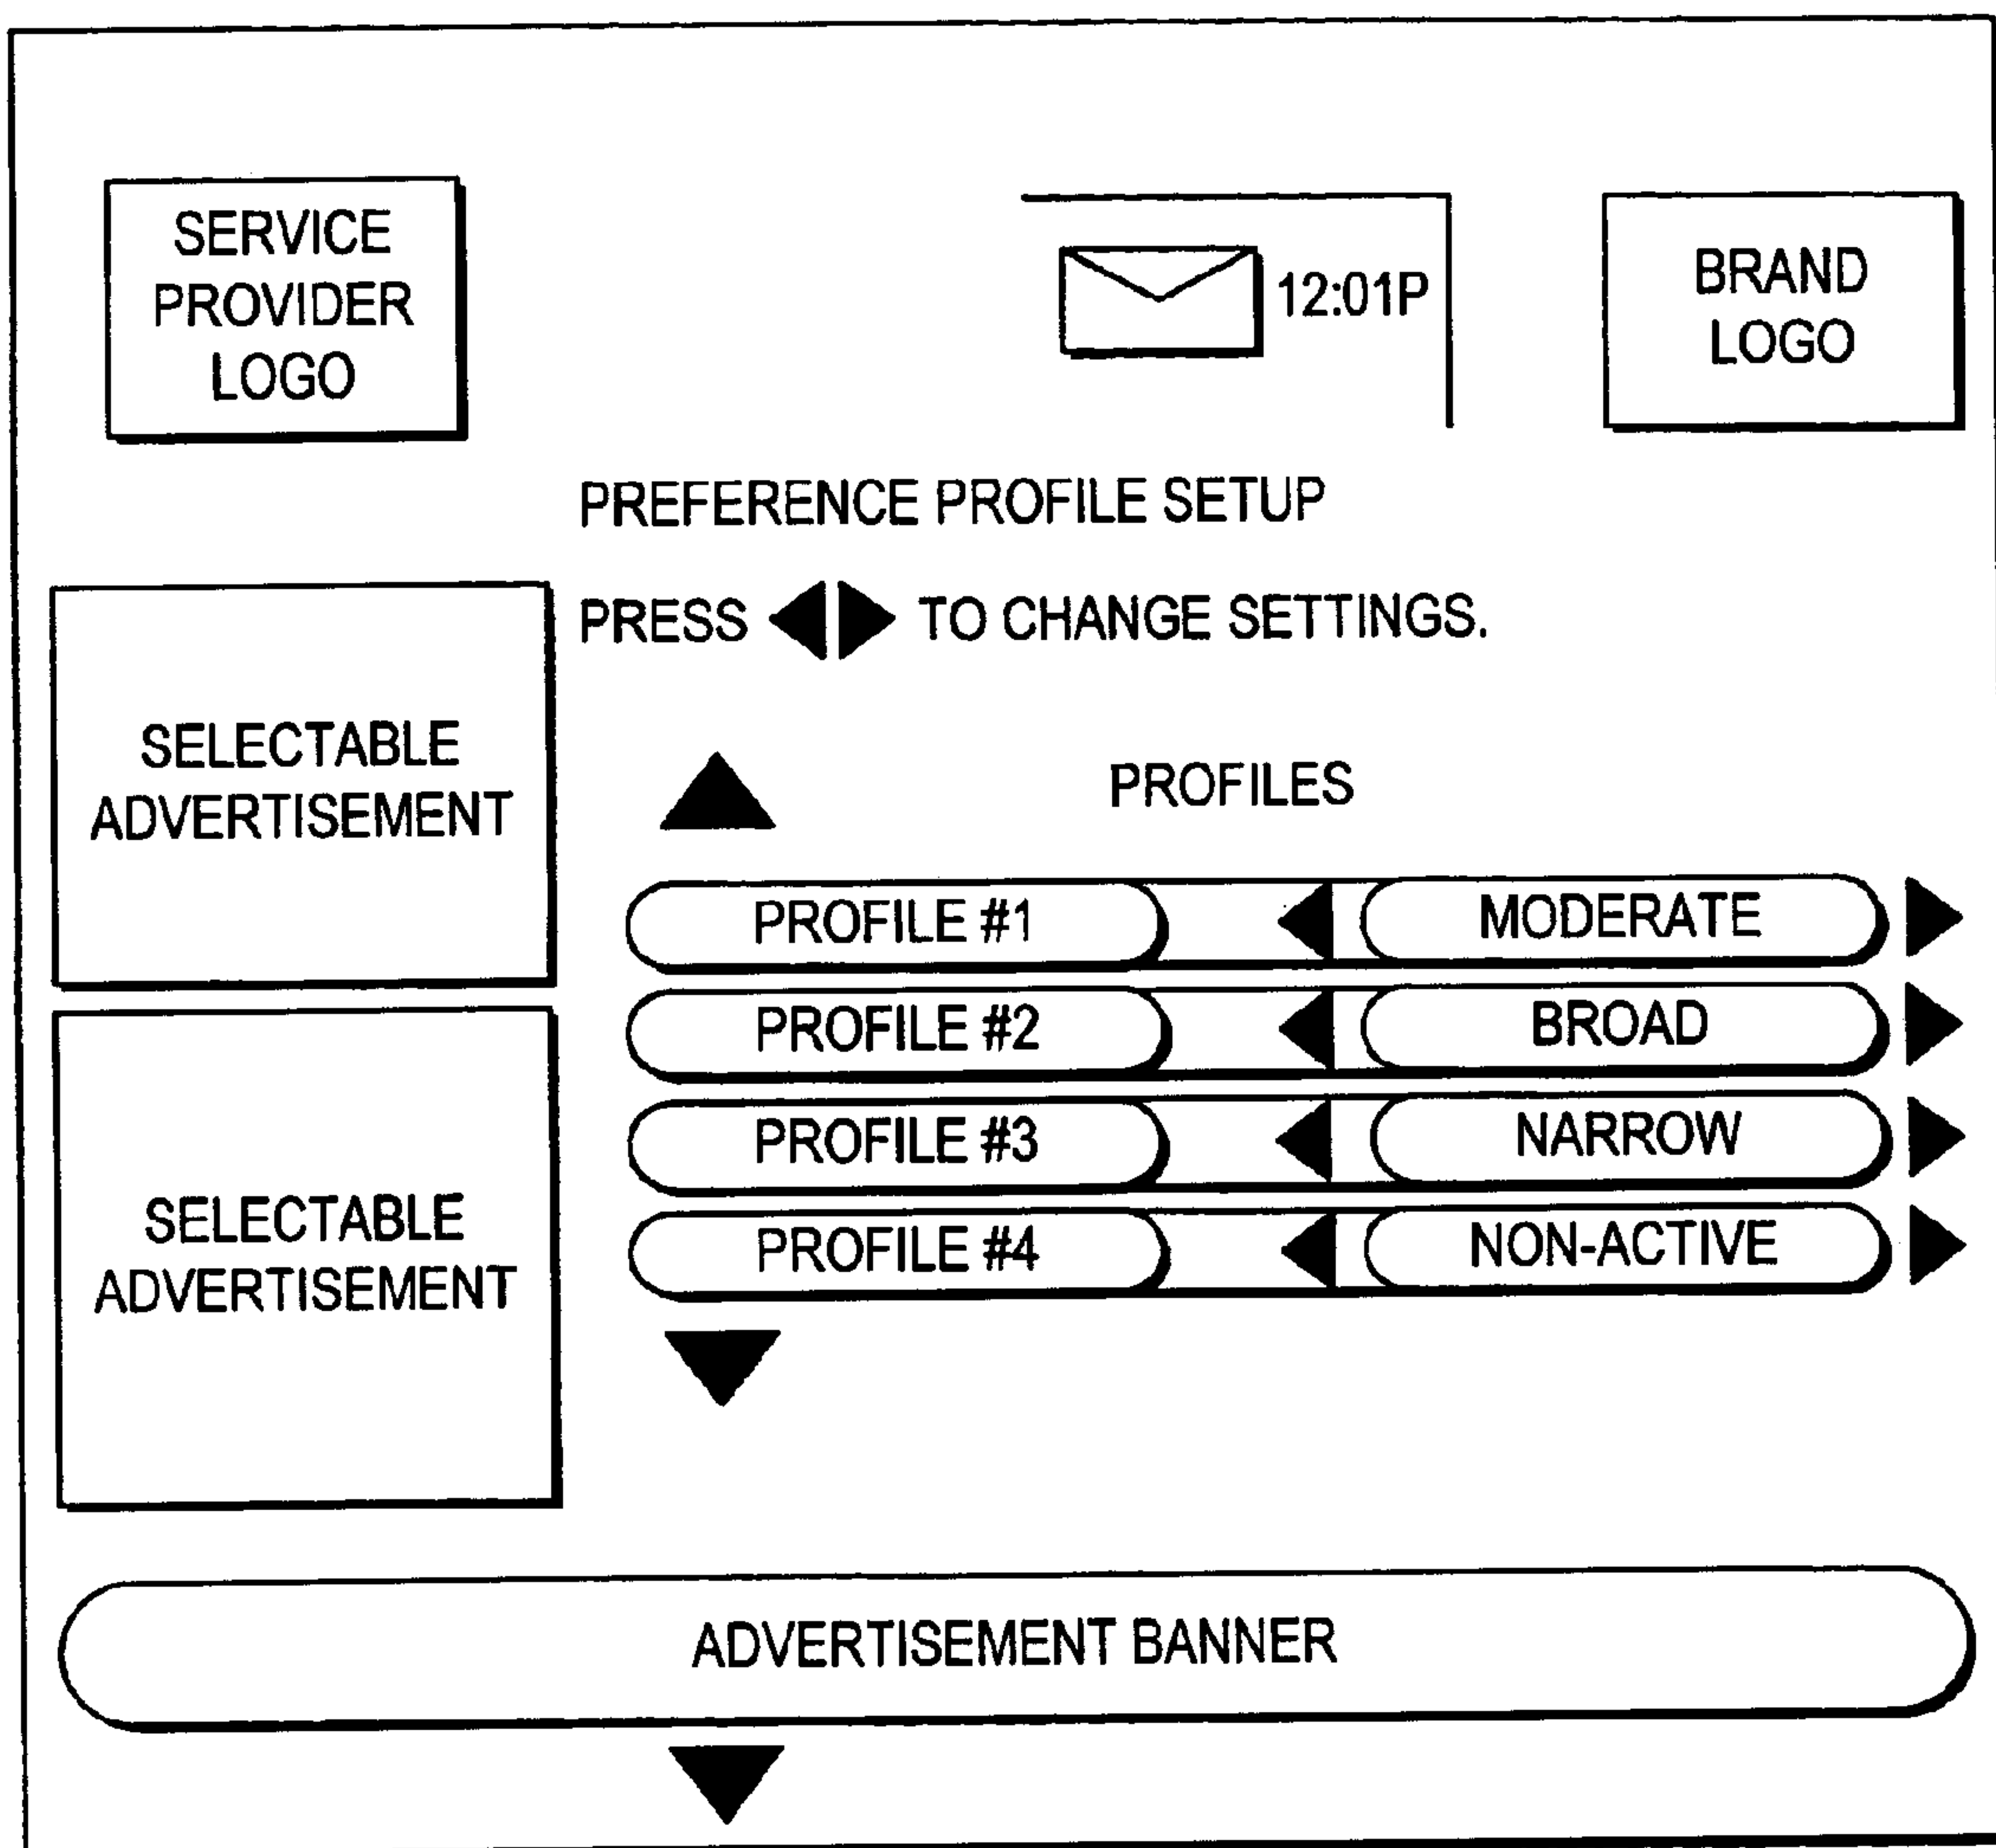 SERVICE
PROVIDER
LOGO
12:01P
BRAND
LOGO
PREFERENCE PROFILE SETUP
PRESS TO CHANGE SETTINGS.
SELECTABLE
ADVERTISEMENT
PROFILES
PROFILE #1 MODERATE
PROFILE #2 BROAD
PROFILE #3 NARROW
PROFILE #4 NON-ACTIVE
SELECTABLE
ADVERTISEMENT
ADVERTISEMENT BANNER